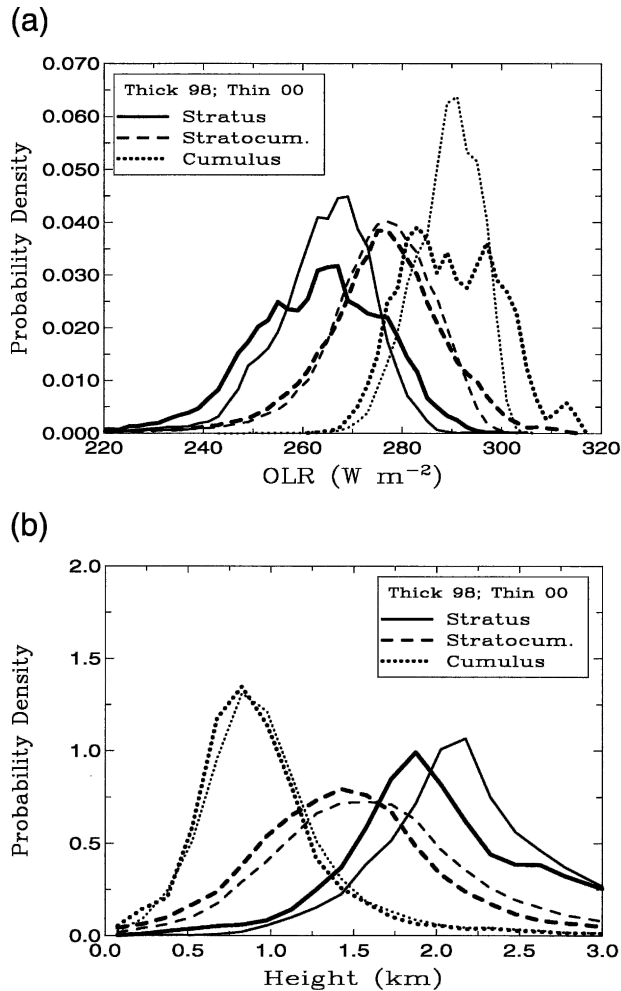 (a)
0.070
0.060
0.050
0.040
0.030
0.020
0.010
0.000
Probability Density
Thick 98; Thin 00
Stratus
Stratocum.
Cumulus
220 240 260 280 300 320
OLR (W m⁻²)
(b)
2.0
1.5
1.0
0.5
0.0
Probability Density
Thick 98; Thin 00
Stratus
Stratocum.
Cumulus
0.0 0.5 1.0 1.5 2.0 2.5 3.0
Height (km)